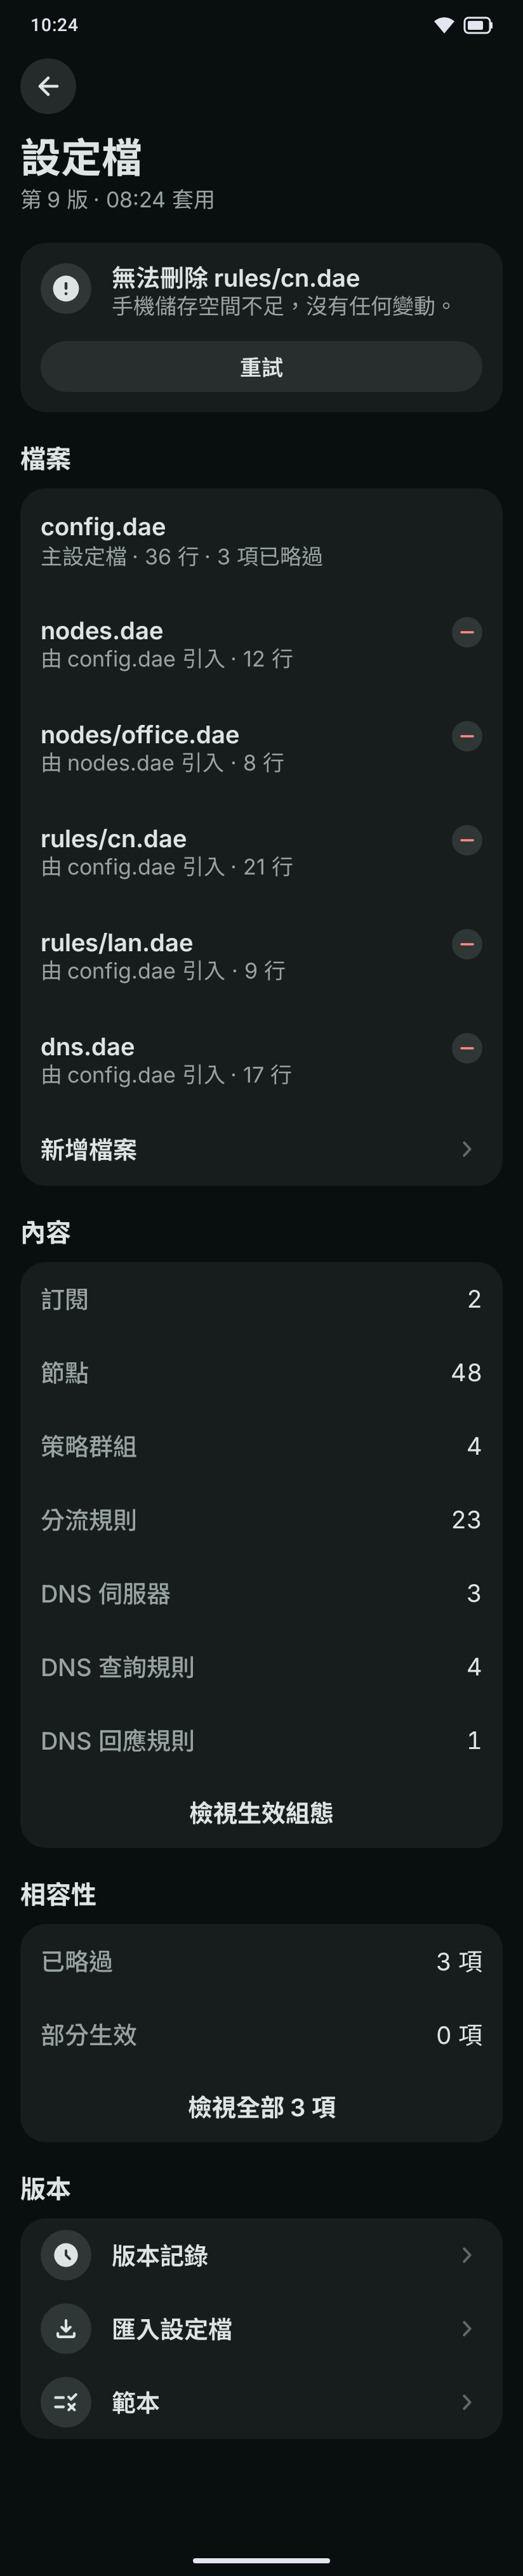 10:24
設定檔
第 9 版 · 08:24 套用
無法刪除 rules/cn.dae
手機儲存空間不足，沒有任何變動。
重試
檔案
config.dae
主設定檔 · 36 行 · 3 項已略過
nodes.dae
由 config.dae 引入 · 12 行
nodes/office.dae
由 nodes.dae 引入 · 8 行
rules/cn.dae
由 config.dae 引入 · 21 行
rules/lan.dae
由 config.dae 引入 · 9 行
dns.dae
由 config.dae 引入 · 17 行
新增檔案
內容
訂閱 2
節點 48
策略群組 4
分流規則 23
DNS 伺服器 3
DNS 查詢規則 4
DNS 回應規則 1
檢視生效組態
相容性
已略過 3 項
部分生效 0 項
檢視全部 3 項
版本
版本記錄
匯入設定檔
範本